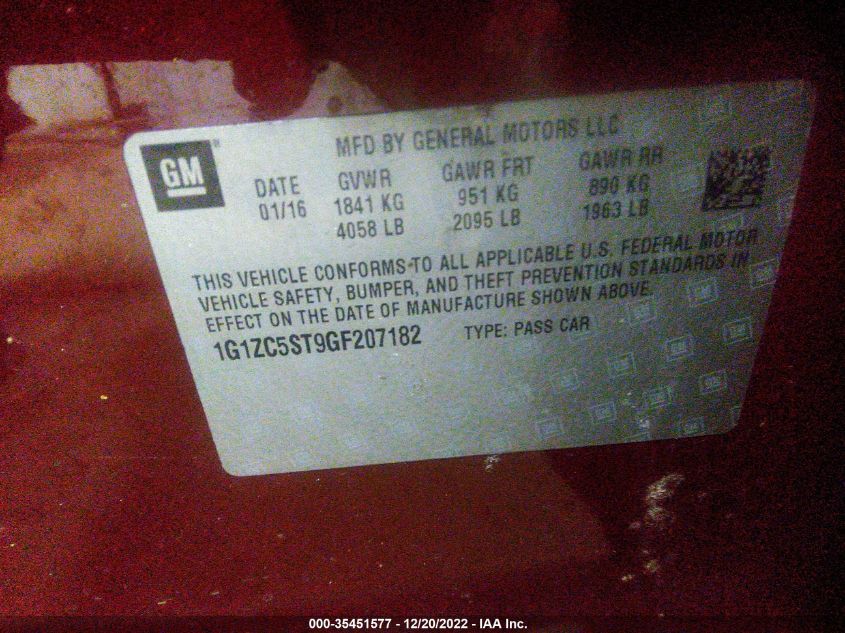 MFD BY GENERAL MOTORS LLC
GM
DATE GVWR GAWR FRT GAWR RR
01/16 1841 KG 951 KG 890 KG
4058 LB 2095 LB 1963 LB
THIS VEHICLE CONFORMS TO ALL APPLICABLE U.S. FEDERAL MOTOR
VEHICLE SAFETY, BUMPER, AND THEFT PREVENTION STANDARDS IN
EFFECT ON THE DATE OF MANUFACTURE SHOWN ABOVE.
1G1ZC5ST9GF207182 TYPE: PASS CAR
000-35451577 - 12/20/2022 - IAA Inc.